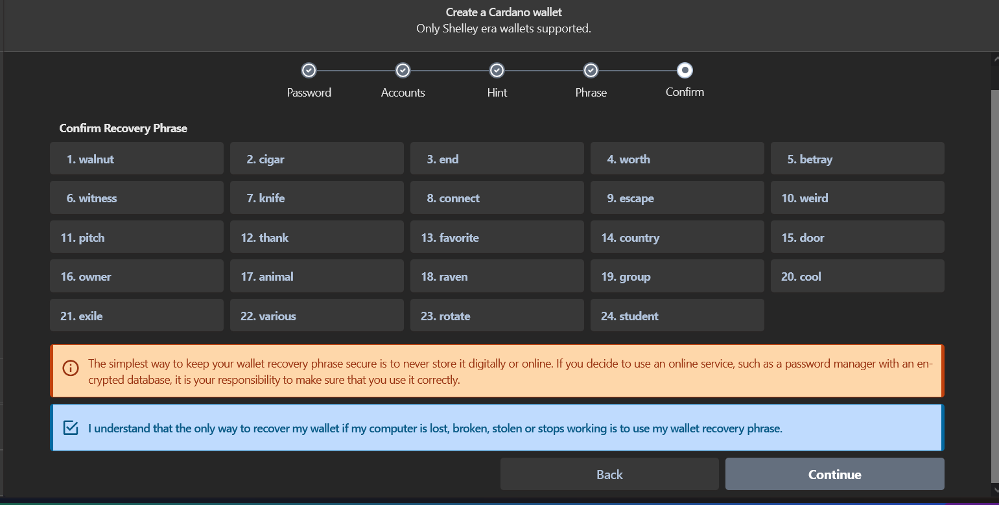 Create a Cardano wallet
Only Shelley era wallets supported.
Password Accounts Hint Phrase Confirm
Confirm Recovery Phrase
1. walnut 2. cigar 3. end 4. worth 5. betray
6. witness 7. knife 8. connect 9. escape 10. weird
11. pitch 12. thank 13. favorite 14. country 15. door
16. owner 17. animal 18. raven 19. group 20. cool
21. exile 22. various 23. rotate 24. student
The simplest way to keep your wallet recovery phrase secure is to never store it digitally or online. If you decide to use an online service, such as a password manager with an en-
crypted database, it is your responsibility to make sure that you use it correctly.
I understand that the only way to recover my wallet if my computer is lost, broken, stolen or stops working is to use my wallet recovery phrase.
Back Continue